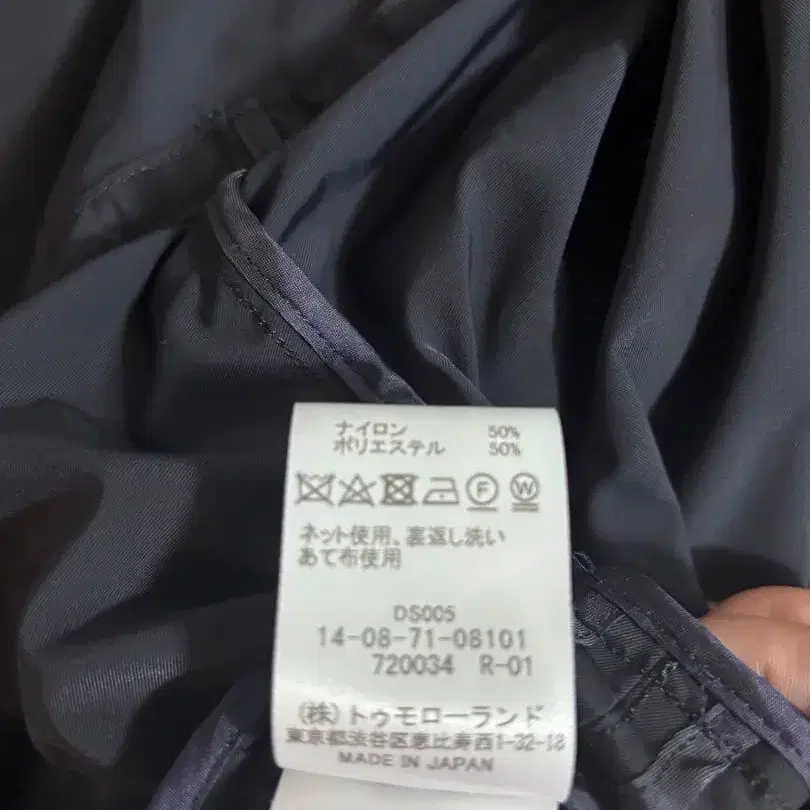 ナイロン 50%
ポリエステル 50%
F W
ネット使用、裏返し洗い
あて布使用
DS005
14-08-71-08101
720034 R-01
(株)トゥモローランド
東京都渋谷区恵比寿西1-32-18
MADE IN JAPAN